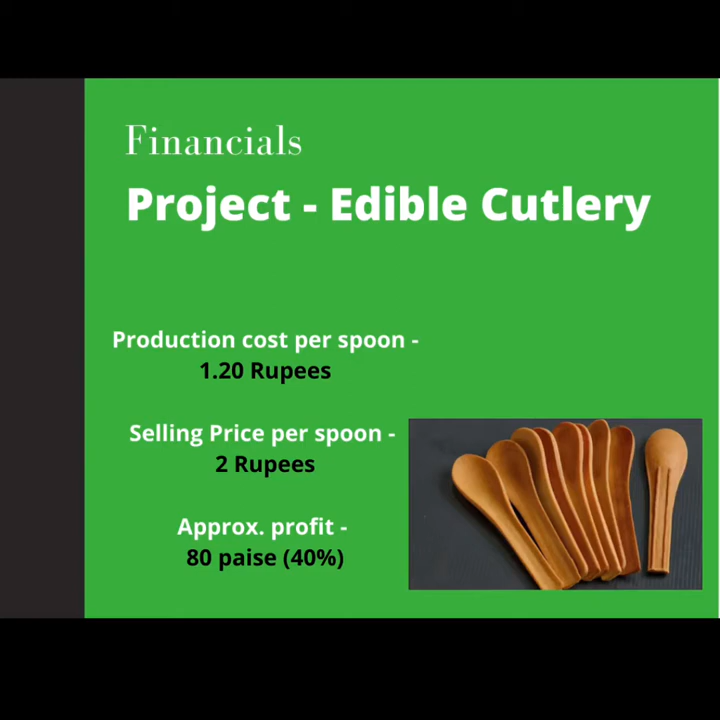 Financials
Project - Edible Cutlery
Production cost per spoon -
1.20 Rupees
Selling Price per spoon -
2 Rupees
Approx. profit -
80 paise (40%)